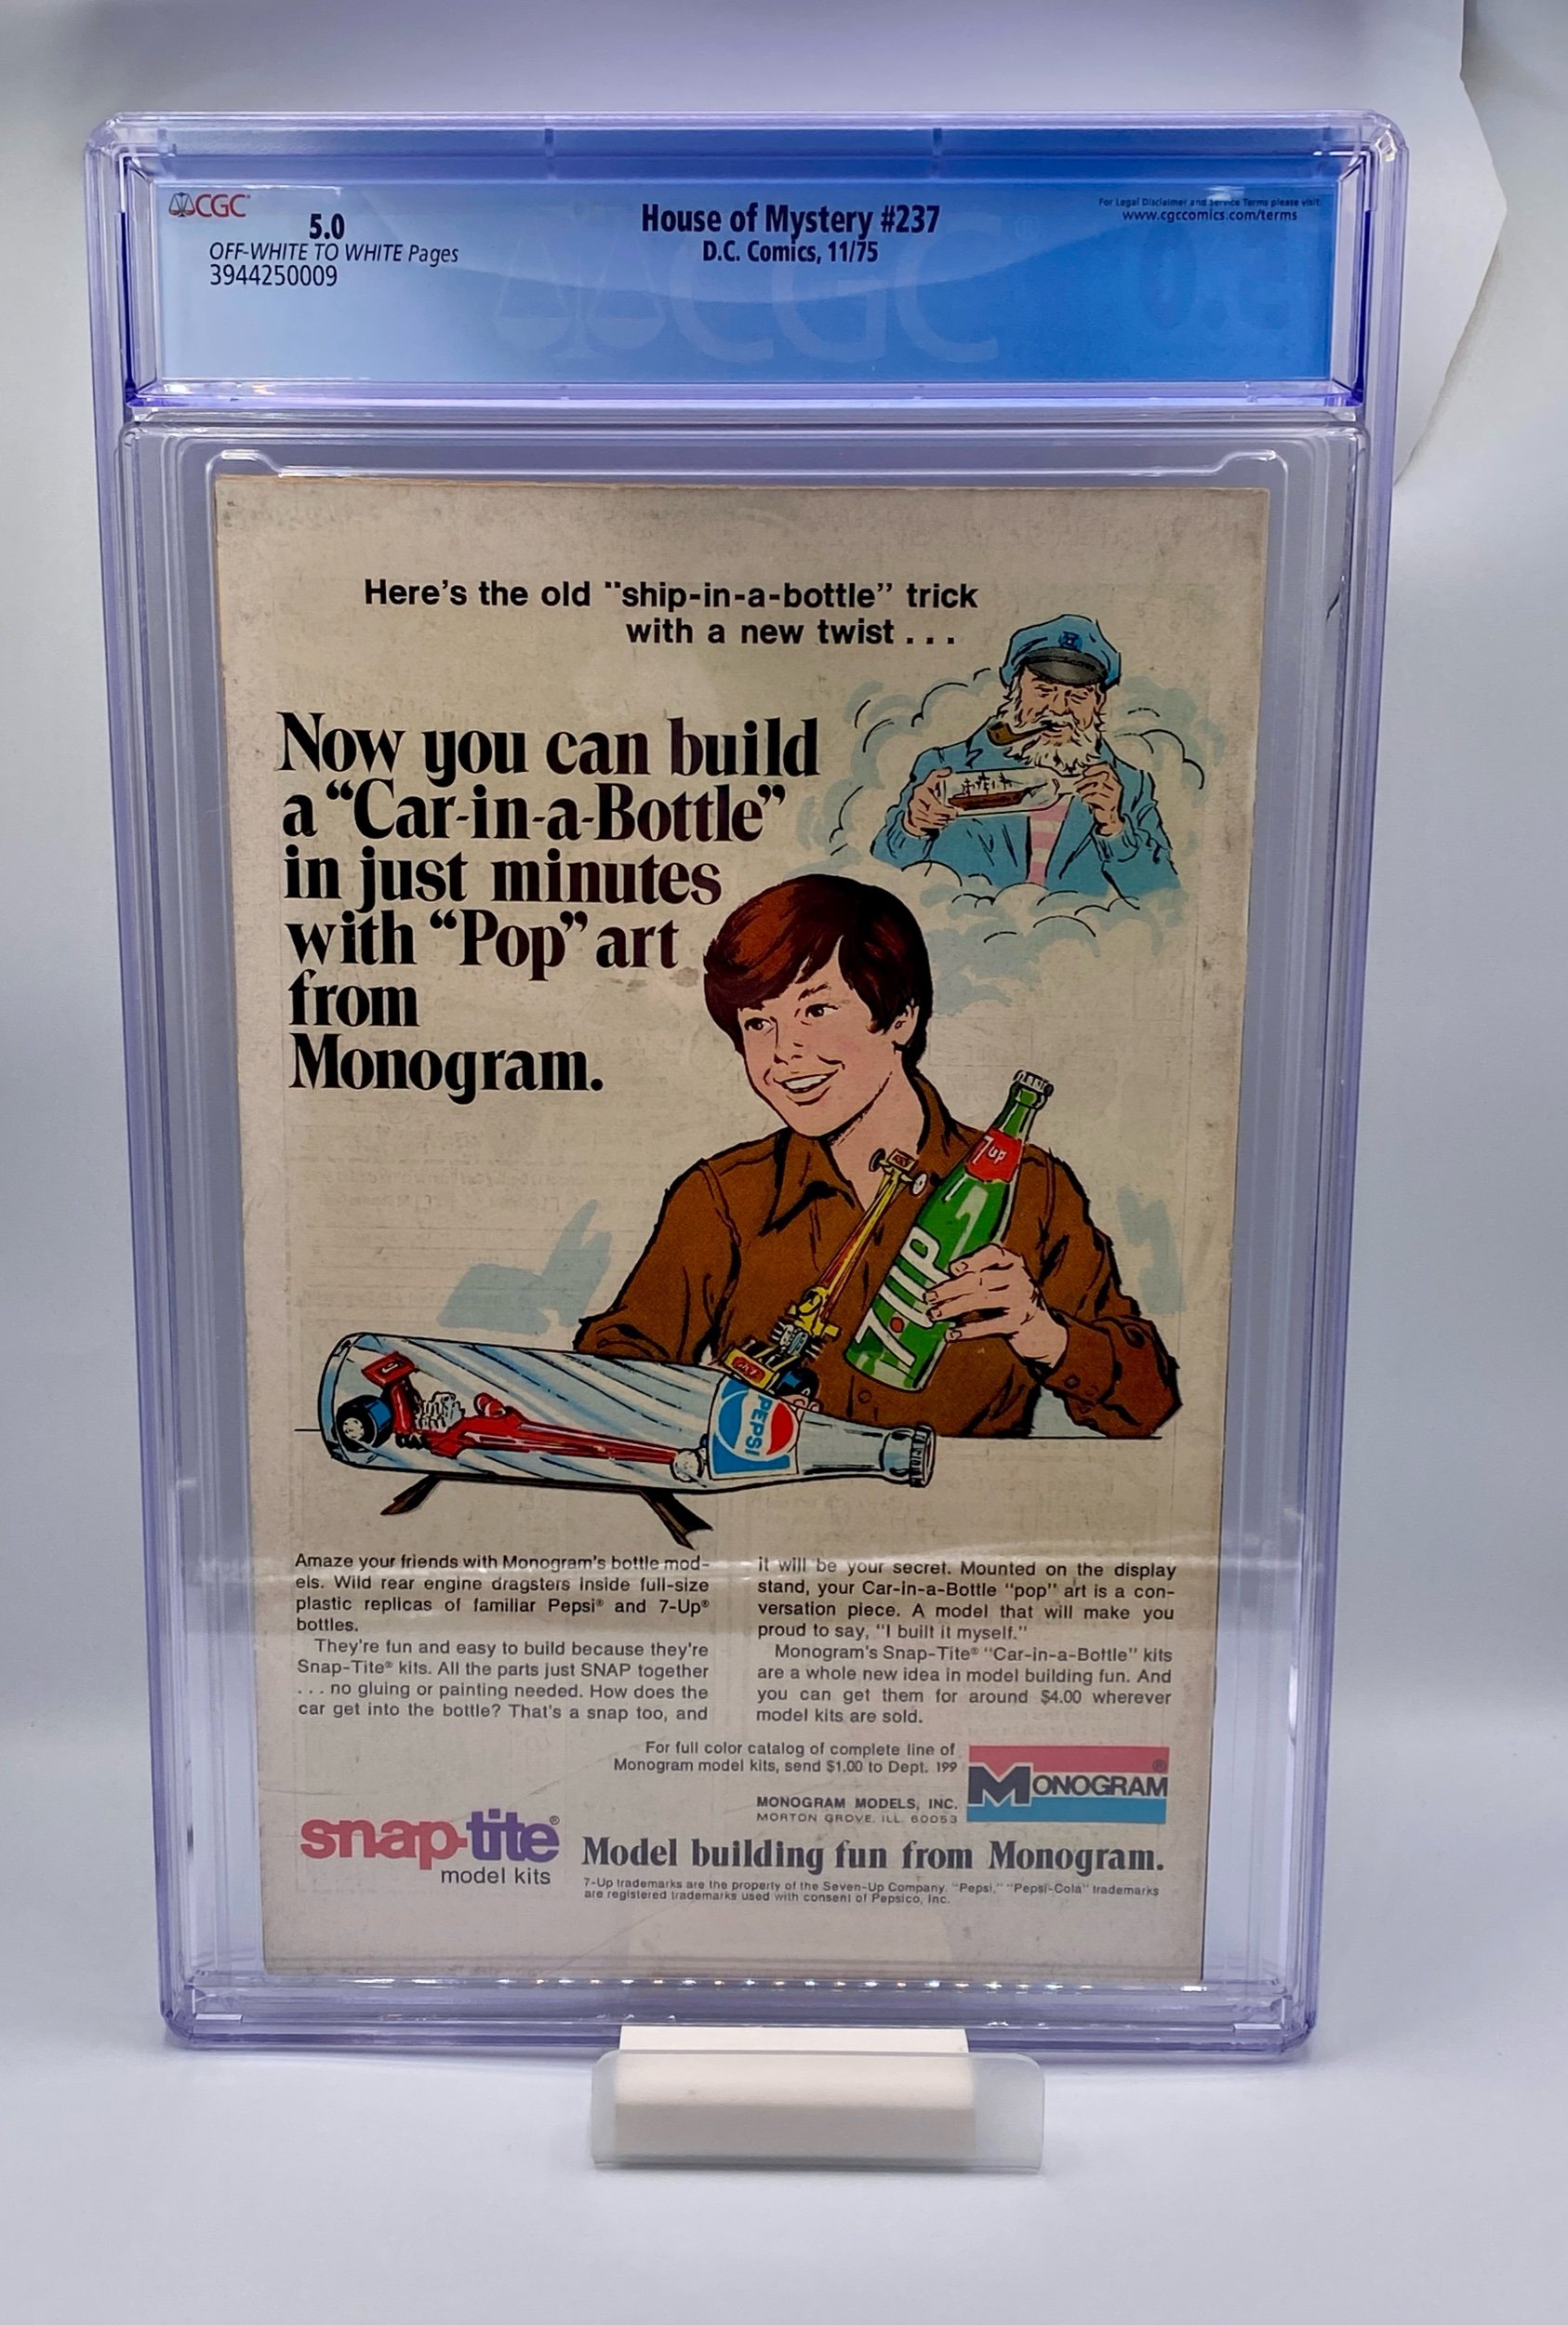 CGC
5.0
OFF-WHITE TO WHITE Pages
3944250009
House of Mystery #237
D.C. Comics, 11/75
For Legal Disclaimer and Service Terms please visit:
www.cgccomics.com/terms
CGC
Here's the old "ship-in-a-bottle" trick
with a new twist . . .
Now you can build
a “Car-in-a-Bottle”
in just minutes
with “Pop” art
from
Monogram.
7up
7·UP
PEPSI
Amaze your friends with Monogram's bottle mod-
els. Wild rear engine dragsters inside full-size
plastic replicas of familiar Pepsi® and 7-Up®
bottles.
They're fun and easy to build because they're
Snap-Tite® kits. All the parts just SNAP together
. . . no gluing or painting needed. How does the
car get into the bottle? That's a snap too, and
it will be your secret. Mounted on the display
stand, your Car-in-a-Bottle "pop" art is a con-
versation piece. A model that will make you
proud to say, "I built it myself."
Monogram's Snap-Tite® "Car-in-a-Bottle" kits
are a whole new idea in model building fun. And
you can get them for around $4.00 wherever
model kits are sold.
For full color catalog of complete line of
Monogram model kits, send $1.00 to Dept. 199
MONOGRAM MODELS, INC.
MORTON GROVE, ILL. 60053
MONOGRAM®
snap-tite®
model kits
Model building fun from Monogram.
7-Up trademarks are the property of the Seven-Up Company. "Pepsi," "Pepsi-Cola" trademarks
are registered trademarks used with consent of Pepsico, Inc.